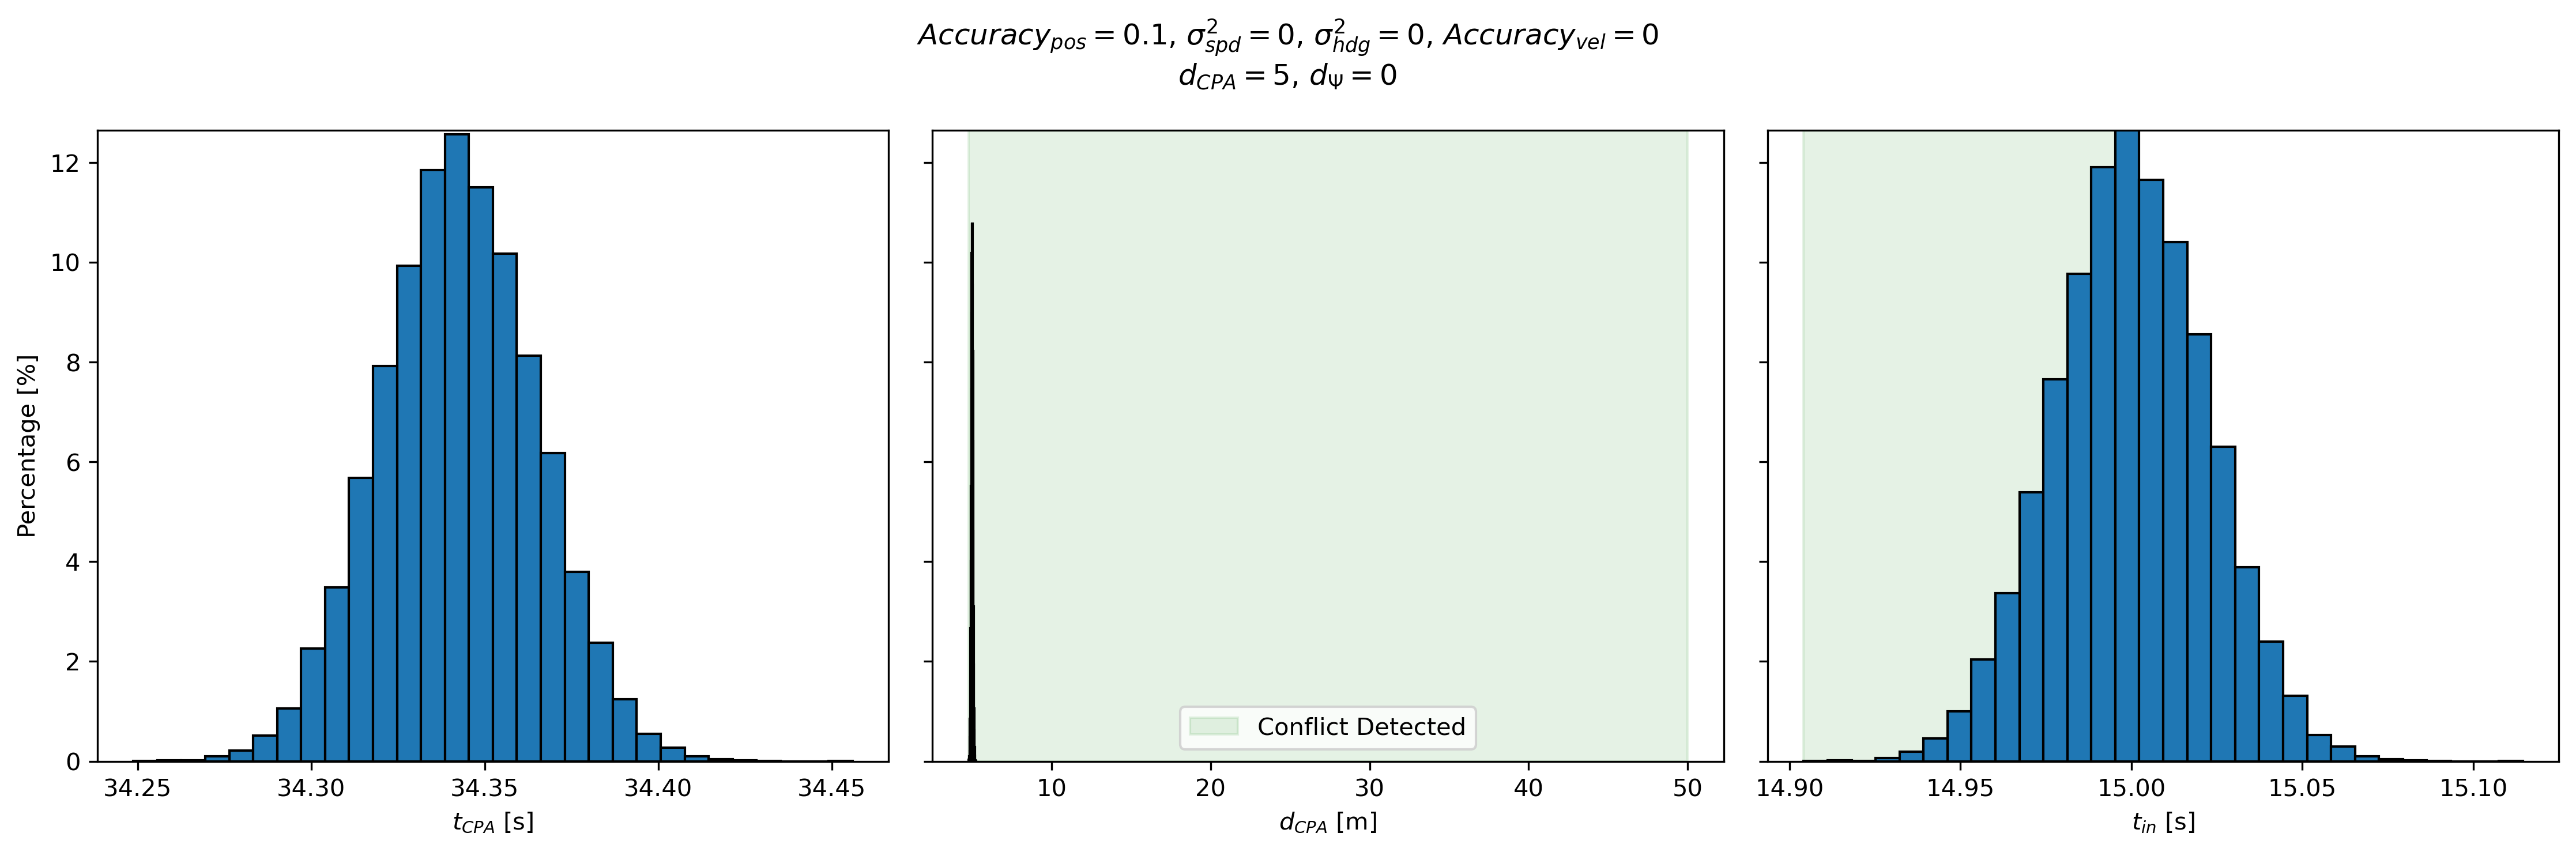 Accuracy_pos = 0.1, σ²_spd = 0, σ²_hdg = 0, Accuracy_vel = 0
d_CPA = 5, d_Ψ = 0
Percentage [%]
12
10
8
6
4
2
0
34.25 34.30 34.35 34.40 34.45
t_CPA [s]
Conflict Detected
10 20 30 40 50
d_CPA [m]
14.90 14.95 15.00 15.05 15.10
t_in [s]